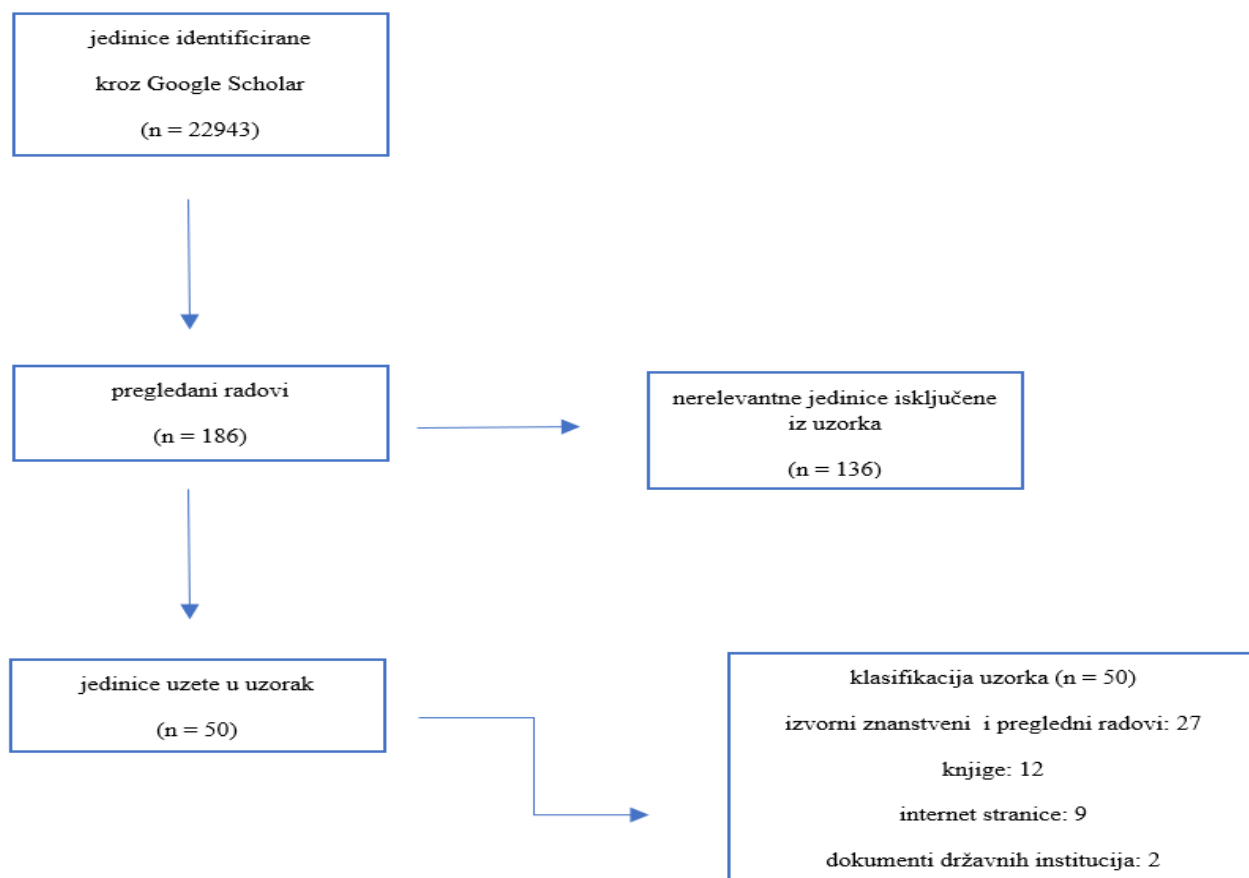 jedinice identificirane
kroz Google Scholar
(n = 22943)
pregledani radovi
(n = 186)
nerelevantne jedinice isključene
iz uzorka
(n = 136)
jedinice uzete u uzorak
(n = 50)
klasifikacija uzorka (n = 50)
izvorni znanstveni i pregledni radovi: 27
knjige: 12
internet stranice: 9
dokumenti državnih institucija: 2